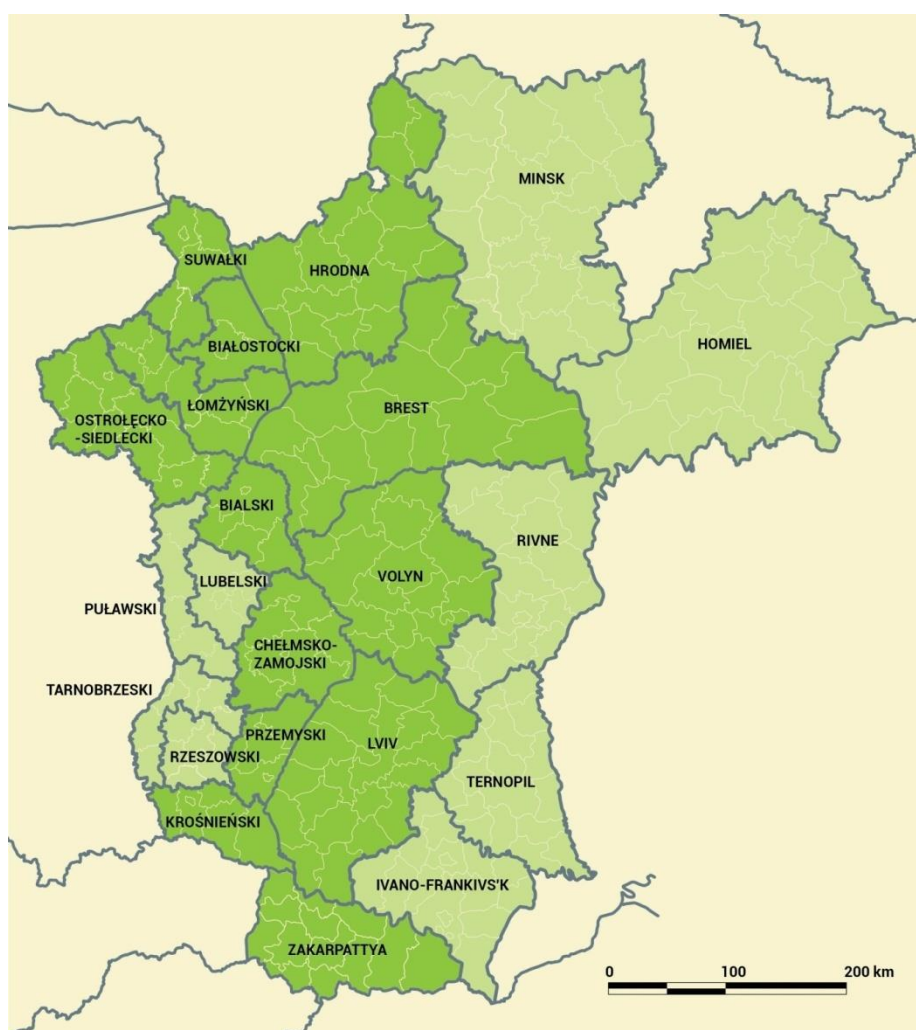 MINSK
SUWAŁKI
HRODNA
HOMIEL
BIAŁOSTOCKI
ŁOMŻYŃSKI
BREST
OSTROŁĘCKO
-SIEDLECKI
BIALSKI
RIVNE
LUBELSKI
VOLYN
PUŁAWSKI
CHEŁMSKO-
ZAMOJSKI
TARNOBRZESKI
PRZEMYSKI
LVIV
RZESZOWSKI
TERNOPIL
KROŚNIEŃSKI
IVANO-FRANKIVS'K
ZAKARPATTYA
0 100 200 km